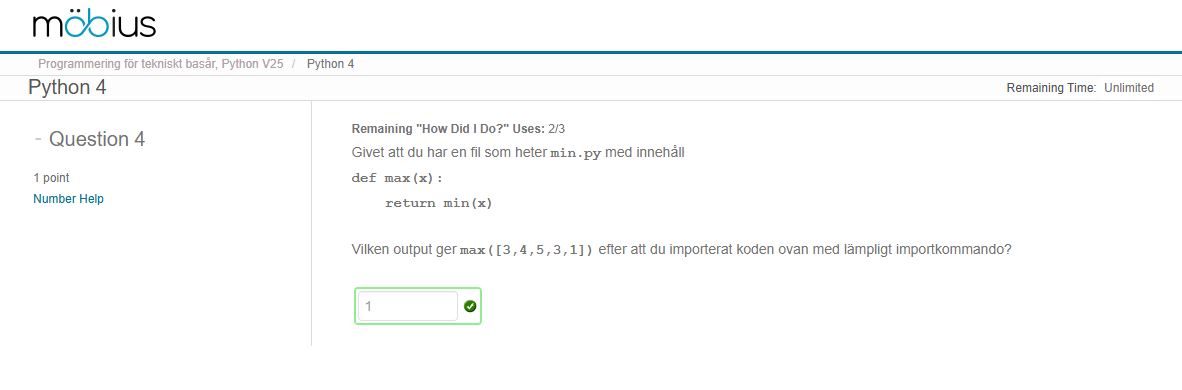 möbius
Programmering för tekniskt basår, Python V25 / Python 4
Python 4
Remaining Time: Unlimited
- Question 4
1 point
Number Help
Remaining "How Did I Do?" Uses: 2/3
Givet att du har en fil som heter min.py med innehåll
def max(x):
    return min(x)
Vilken output ger max([3,4,5,3,1]) efter att du importerat koden ovan med lämpligt importkommando?
1